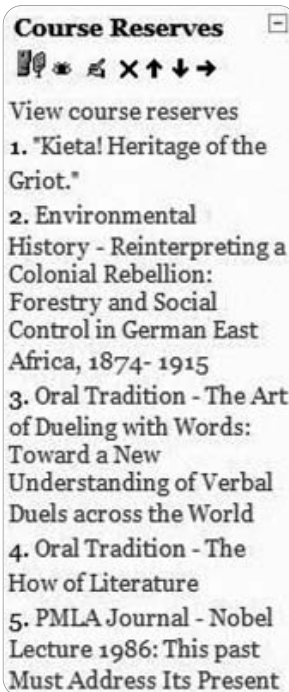 Course Reserves
View course reserves
1. "Kieta! Heritage of the
Griot."
2. Environmental
History - Reinterpreting a
Colonial Rebellion:
Forestry and Social
Control in German East
Africa, 1874- 1915
3. Oral Tradition - The Art
of Dueling with Words:
Toward a New
Understanding of Verbal
Duels across the World
4. Oral Tradition - The
How of Literature
5. PMLA Journal - Nobel
Lecture 1986: This past
Must Address Its Present